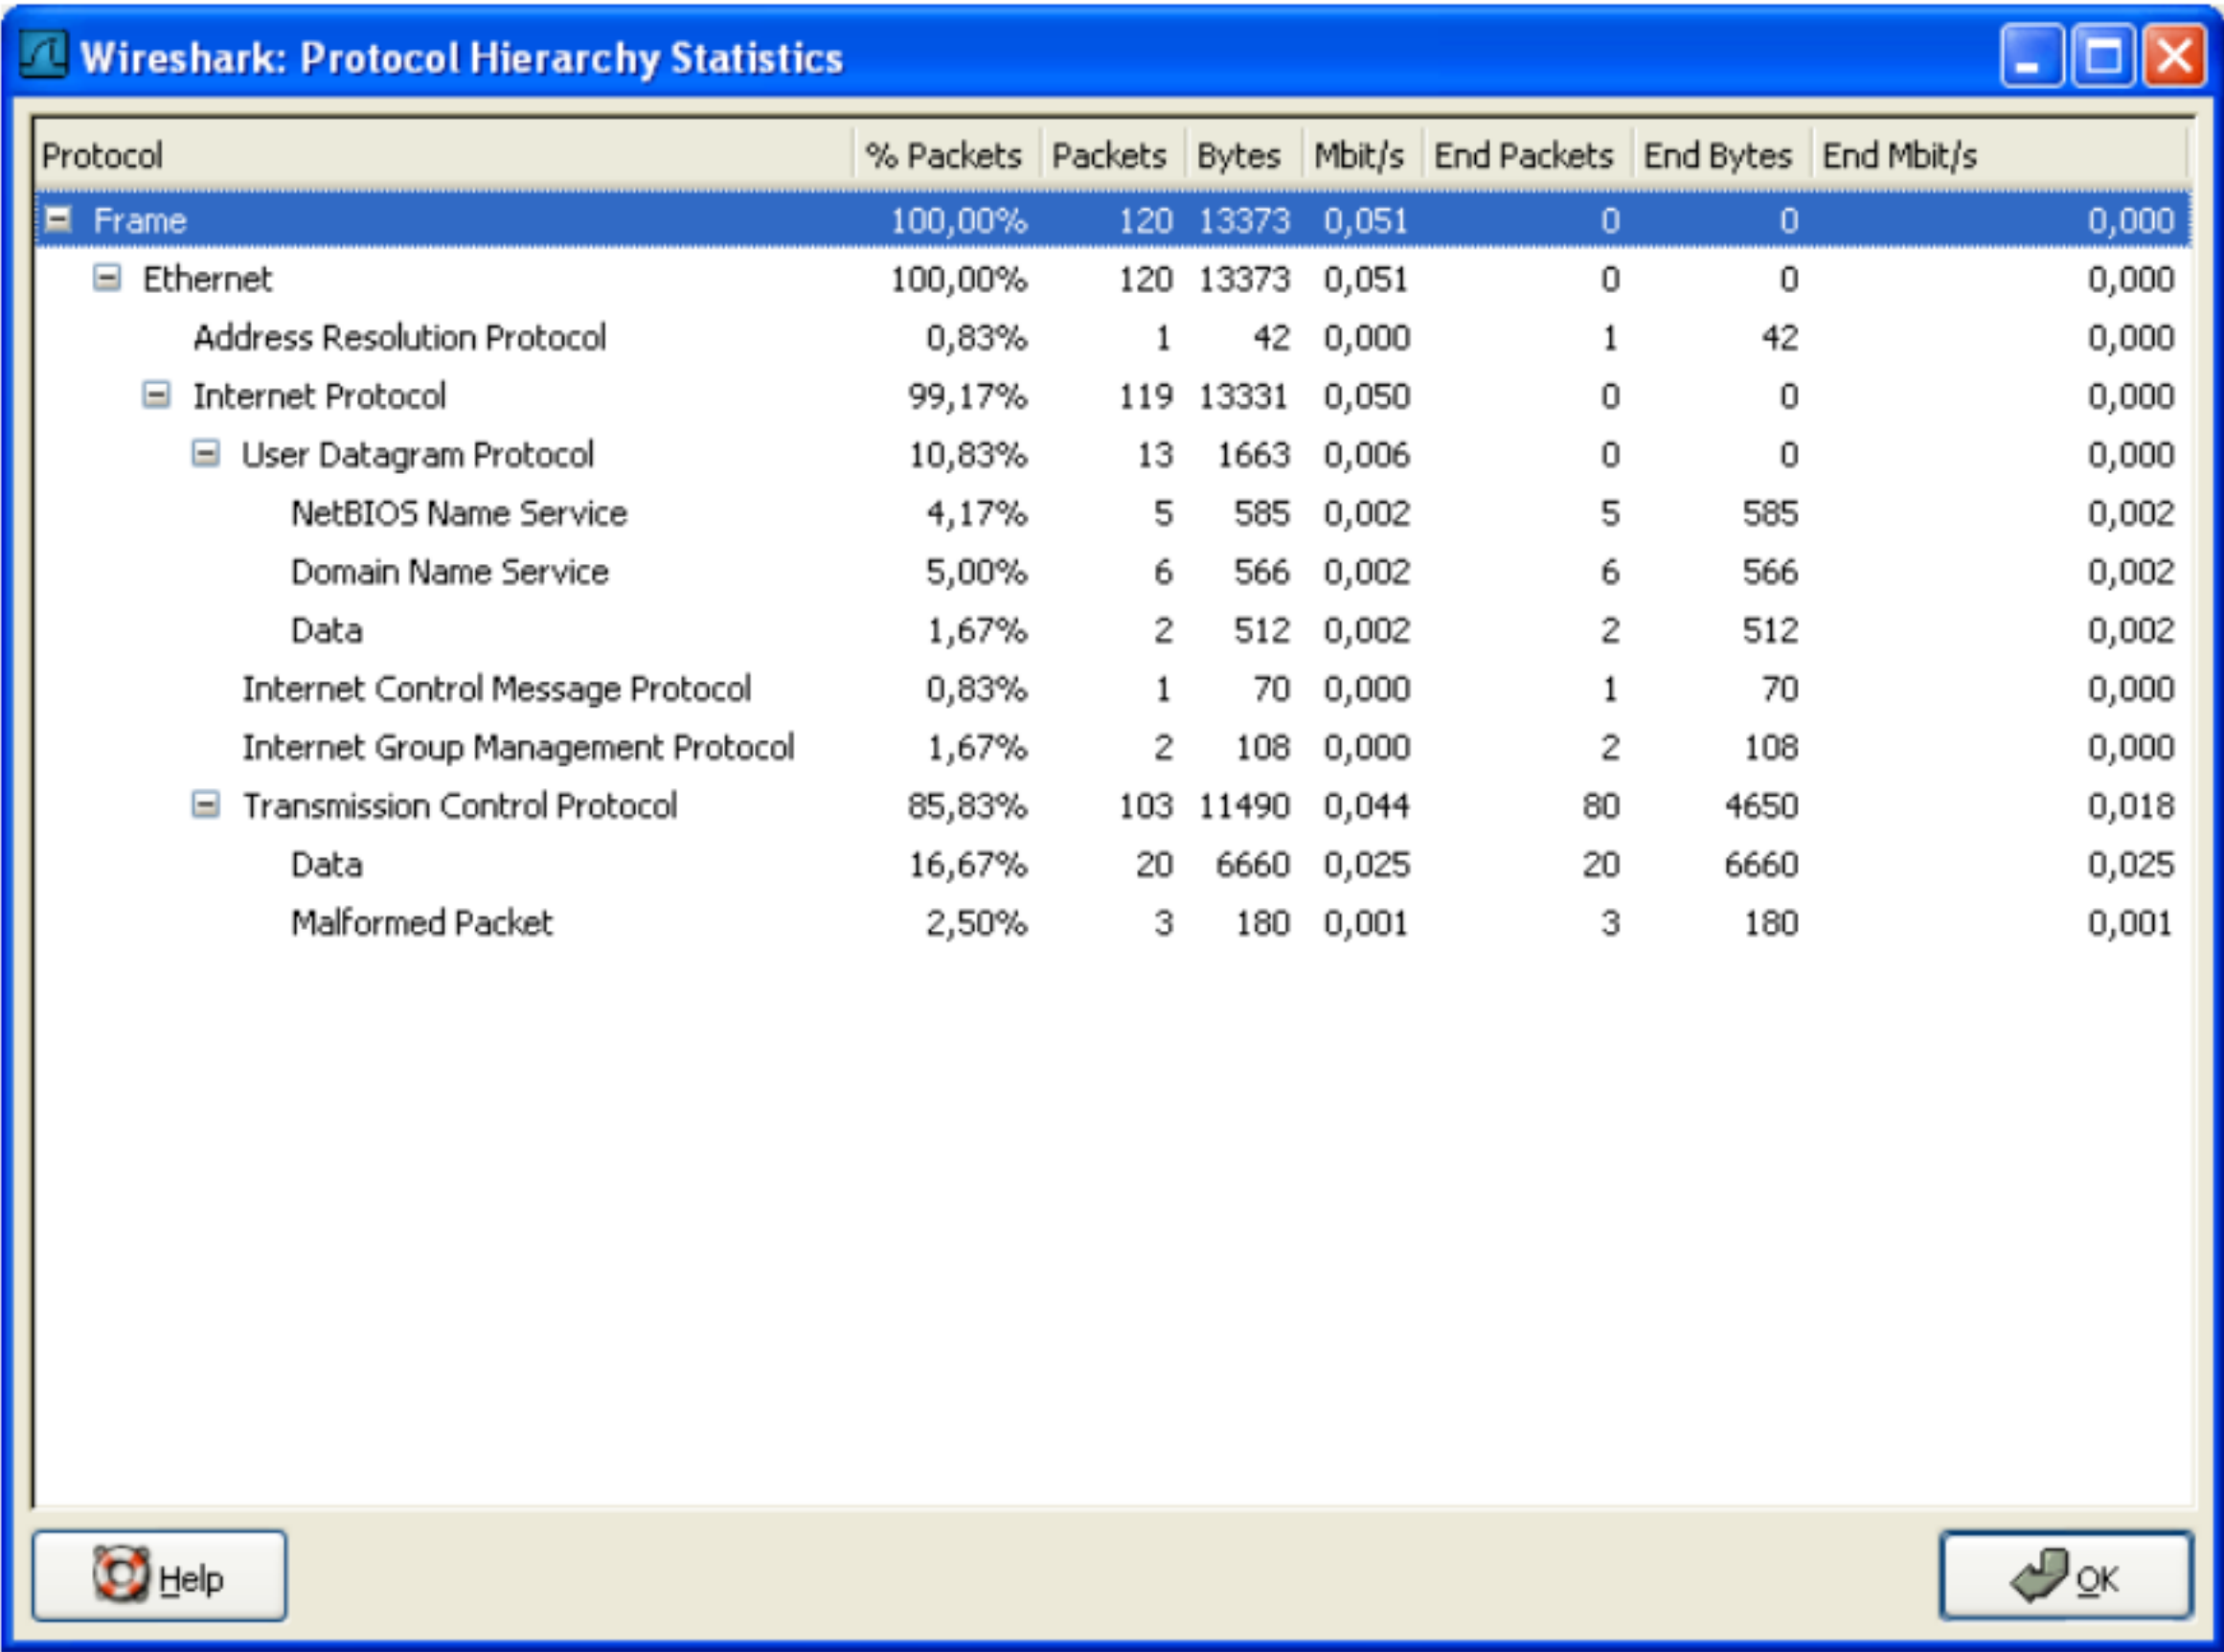 Wireshark: Protocol Hierarchy Statistics
Protocol % Packets Packets Bytes Mbit/s End Packets End Bytes End Mbit/s
Frame 100,00% 120 13373 0,051 0 0 0,000
Ethernet 100,00% 120 13373 0,051 0 0 0,000
Address Resolution Protocol 0,83% 1 42 0,000 1 42 0,000
Internet Protocol 99,17% 119 13331 0,050 0 0 0,000
User Datagram Protocol 10,83% 13 1663 0,006 0 0 0,000
NetBIOS Name Service 4,17% 5 585 0,002 5 585 0,002
Domain Name Service 5,00% 6 566 0,002 6 566 0,002
Data 1,67% 2 512 0,002 2 512 0,002
Internet Control Message Protocol 0,83% 1 70 0,000 1 70 0,000
Internet Group Management Protocol 1,67% 2 108 0,000 2 108 0,000
Transmission Control Protocol 85,83% 103 11490 0,044 80 4650 0,018
Data 16,67% 20 6660 0,025 20 6660 0,025
Malformed Packet 2,50% 3 180 0,001 3 180 0,001
Help OK